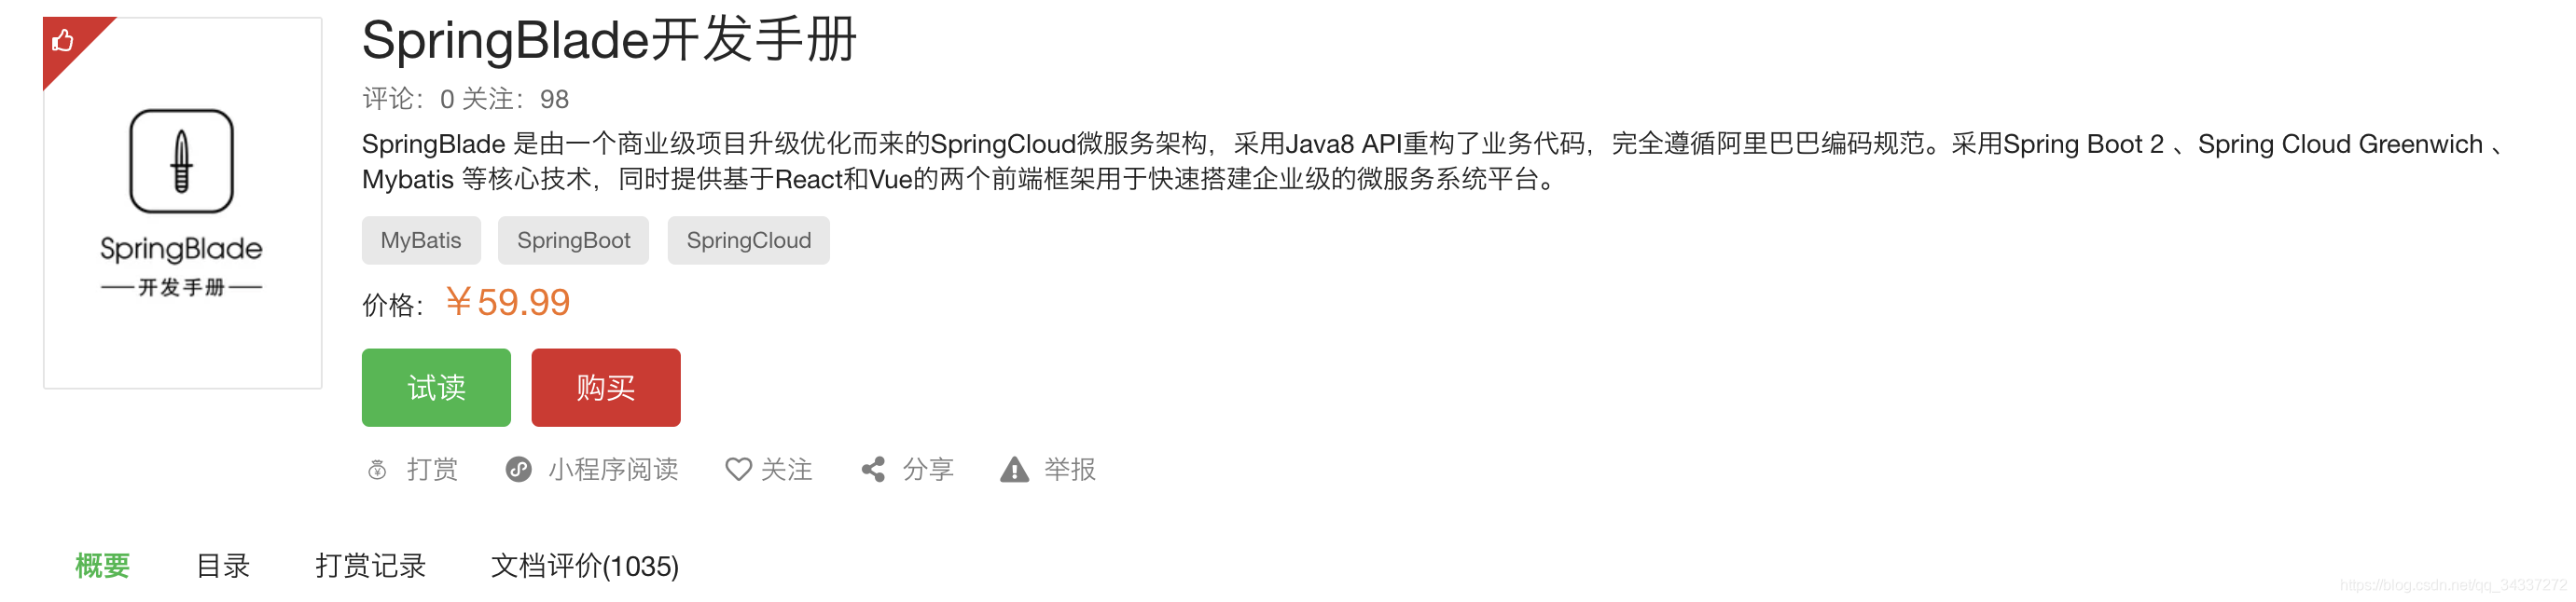 SpringBlade开发手册
评论：0 关注：98
SpringBlade 是由一个商业级项目升级优化而来的SpringCloud微服务架构，采用Java8 API重构了业务代码，完全遵循阿里巴巴编码规范。采用Spring Boot 2 、Spring Cloud Greenwich 、
Mybatis 等核心技术，同时提供基于React和Vue的两个前端框架用于快速搭建企业级的微服务系统平台。
SpringBlade
开发手册
MyBatis SpringBoot SpringCloud
价格：￥59.99
试读 购买
打赏 小程序阅读 关注 分享 举报
概要 目录 打赏记录 文档评价(1035)
https://blog.csdn.net/qq_34337272